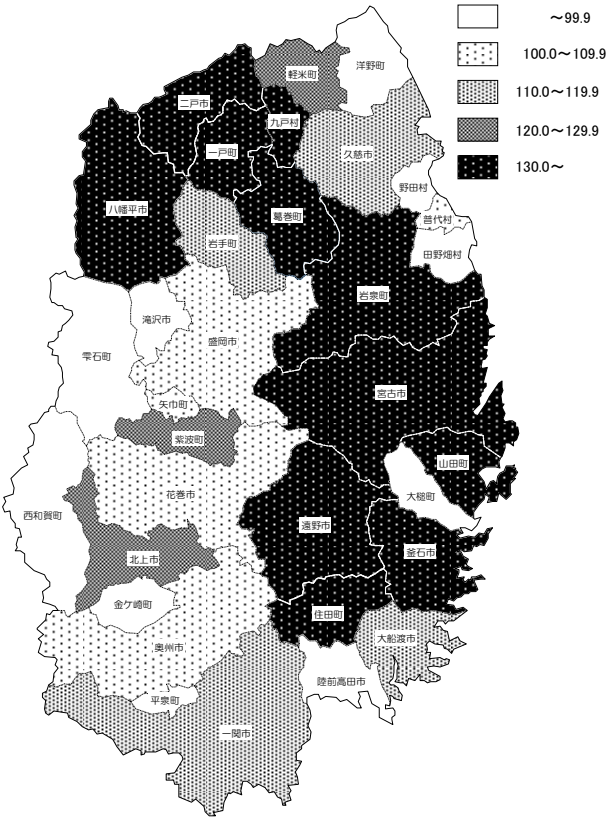 ～99.9
100.0～109.9
110.0～119.9
120.0～129.9
130.0～
洋野町
軽米町
二戸市
九戸村
一戸町
久慈市
野田村
八幡平市
葛巻町
普代村
岩手町
田野畑村
岩泉町
滝沢市
盛岡市
雫石町
宮古市
矢巾町
紫波町
山田町
花巻市
大槌町
西和賀町
遠野市
釜石市
北上市
金ケ崎町
住田町
大船渡市
奥州市
陸前高田市
平泉町
一関市